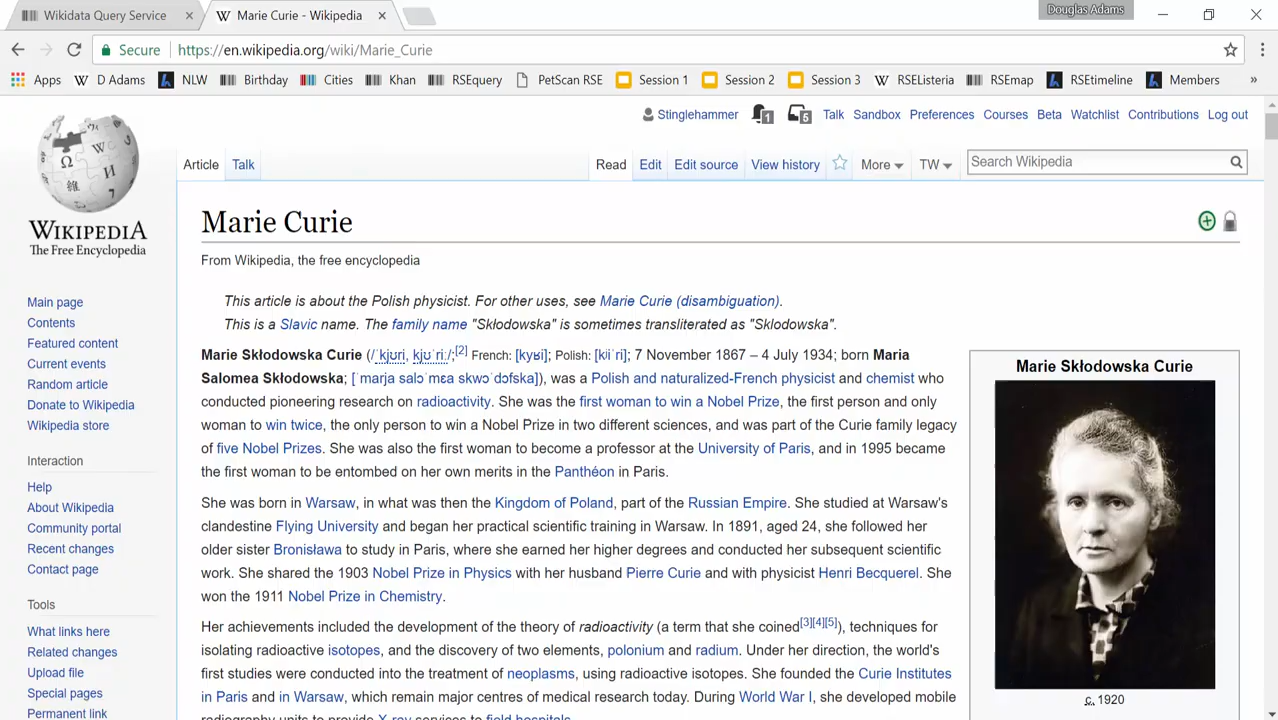 Wikidata Query Service
Marie Curie - Wikipedia
Douglas Adams
Secure https://en.wikipedia.org/wiki/Marie_Curie
Apps D Adams NLW Birthday Cities Khan RSEquery PetScan RSE Session 1 Session 2 Session RSEListeria RSEmap RSEtimeline Members »
Stinglehammer 1 5 Talk Sandbox Preferences Courses Beta Watchlist Contributions Log out
Article Talk Read Edit Edit source View history More TW Search Wikipedia
WIKIPEDIA
The Free Encyclopedia
Main page
Contents
Featured content
Current events
Random article
Donate to Wikipedia
Wikipedia store
Interaction
Help
About Wikipedia
Community portal
Recent changes
Contact page
Tools
What links here
Related changes
Upload file
Special pages
Permanent link
Marie Curie
From Wikipedia, the free encyclopedia
This article is about the Polish physicist. For other uses, see Marie Curie (disambiguation).
This is a Slavic name. The family name "Skłodowska" is sometimes transliterated as "Sklodowska".
Marie Skłodowska Curie (/ˈkjʊri, kjʊˈriː/;[2] French: [kyʁi]; Polish: [kʲiˈri]; 7 November 1867 – 4 July 1934; born Maria
Salomea Skłodowska; [ˈmarja salɔˈmɛa skwɔˈdɔfska]), was a Polish and naturalized-French physicist and chemist who
conducted pioneering research on radioactivity. She was the first woman to win a Nobel Prize, the first person and only
woman to win twice, the only person to win a Nobel Prize in two different sciences, and was part of the Curie family legacy
of five Nobel Prizes. She was also the first woman to become a professor at the University of Paris, and in 1995 became
the first woman to be entombed on her own merits in the Panthéon in Paris.
She was born in Warsaw, in what was then the Kingdom of Poland, part of the Russian Empire. She studied at Warsaw's
clandestine Flying University and began her practical scientific training in Warsaw. In 1891, aged 24, she followed her
older sister Bronisława to study in Paris, where she earned her higher degrees and conducted her subsequent scientific
work. She shared the 1903 Nobel Prize in Physics with her husband Pierre Curie and with physicist Henri Becquerel. She
won the 1911 Nobel Prize in Chemistry.
Her achievements included the development of the theory of radioactivity (a term that she coined[3][4][5]), techniques for
isolating radioactive isotopes, and the discovery of two elements, polonium and radium. Under her direction, the world's
first studies were conducted into the treatment of neoplasms, using radioactive isotopes. She founded the Curie Institutes
in Paris and in Warsaw, which remain major centres of medical research today. During World War I, she developed mobile
radiography units to provide X-ray services to field hospitals.
Marie Skłodowska Curie
c. 1920